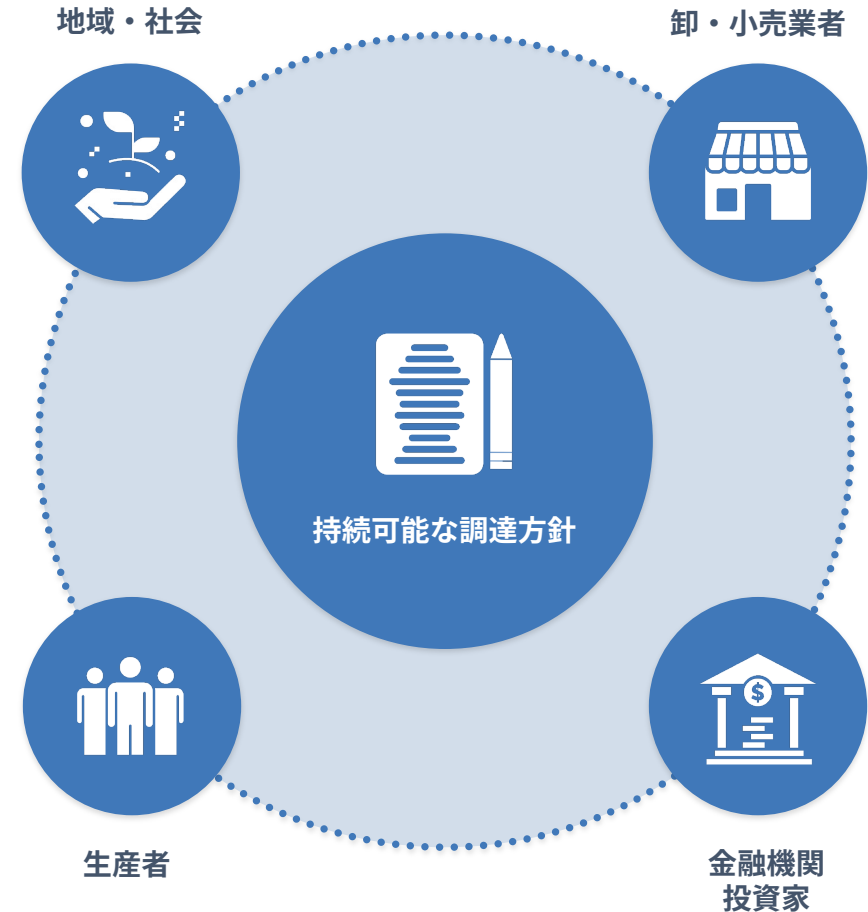 地域・社会
卸・小売業者
$
持続可能な調達方針
生産者
金融機関
投資家